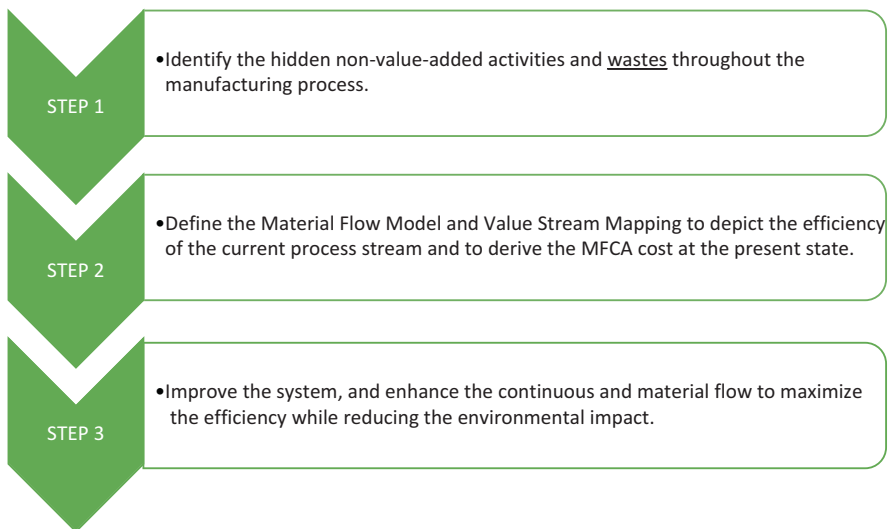 STEP 1
•Identify the hidden non-value-added activities and wastes throughout the
manufacturing process.
STEP 2
•Define the Material Flow Model and Value Stream Mapping to depict the efficiency
of the current process stream and to derive the MFCA cost at the present state.
STEP 3
•Improve the system, and enhance the continuous and material flow to maximize
the efficiency while reducing the environmental impact.